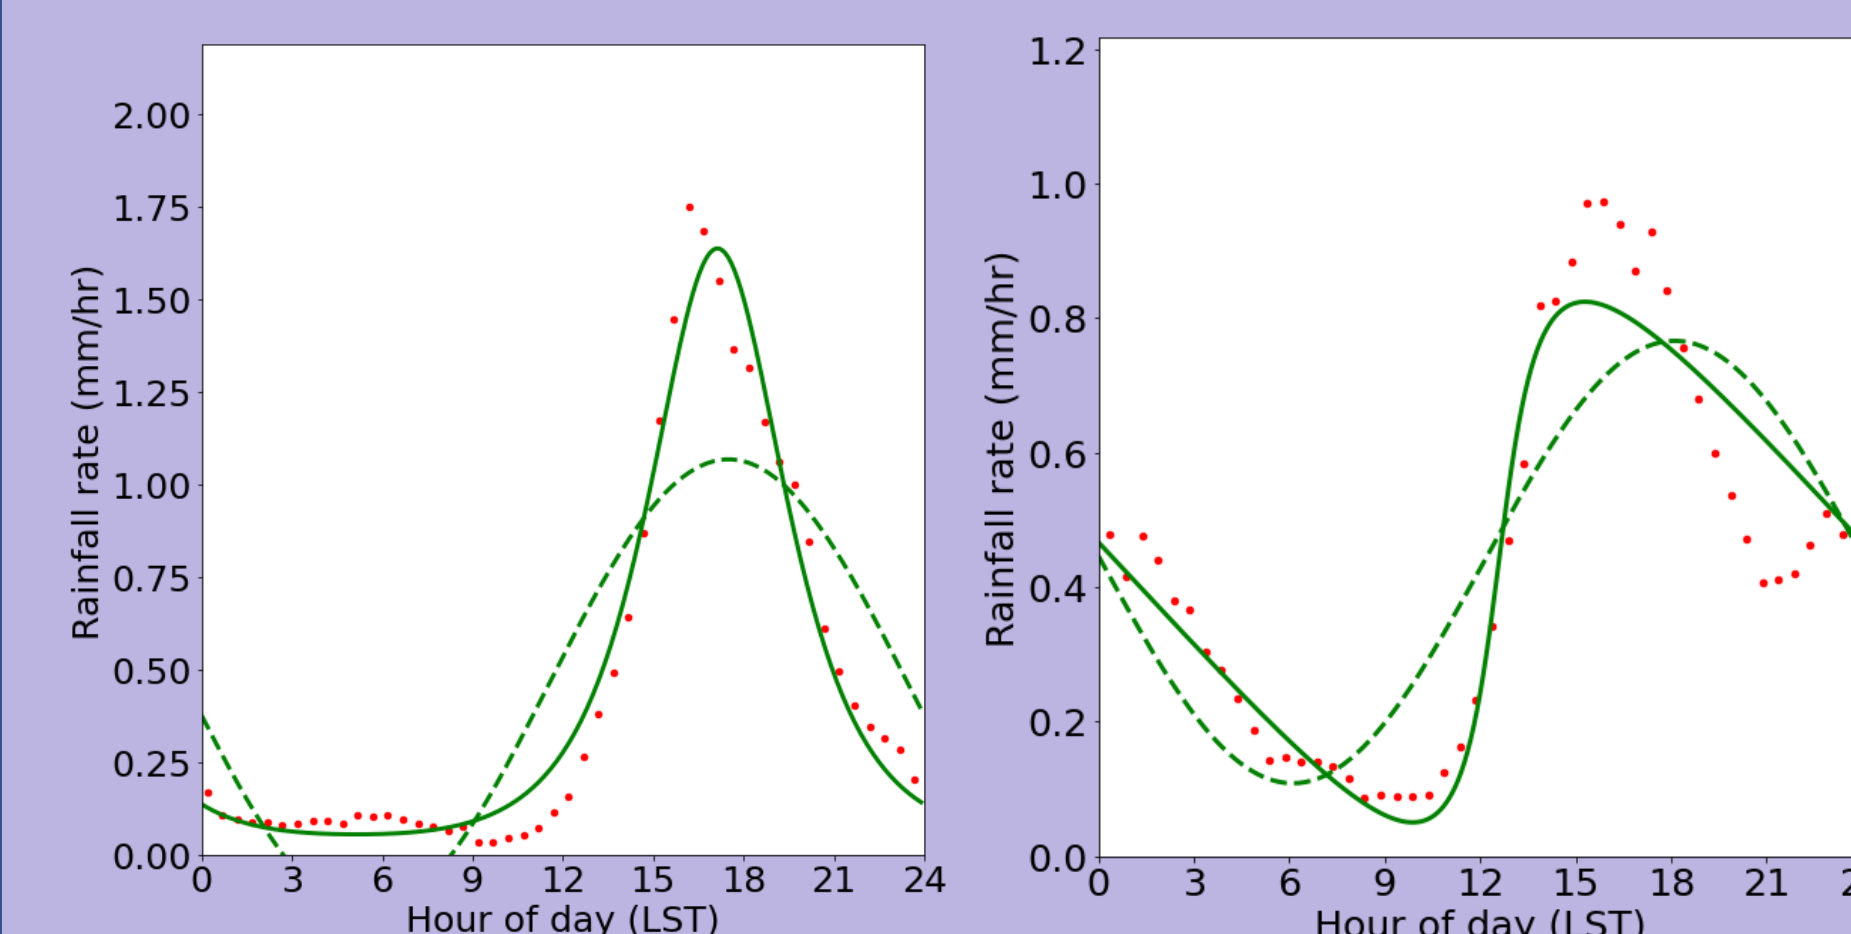 2.00
1.75
1.50
1.25
1.00
0.75
0.50
0.25
0.00
Rainfall rate (mm/hr)
0 3 6 9 12 15 18 21 24
Hour of day (LST)
1.2
1.0
0.8
0.6
0.4
0.2
0.0
Rainfall rate (mm/hr)
0 3 6 9 12 15 18 21 2
Hour of day (LST)